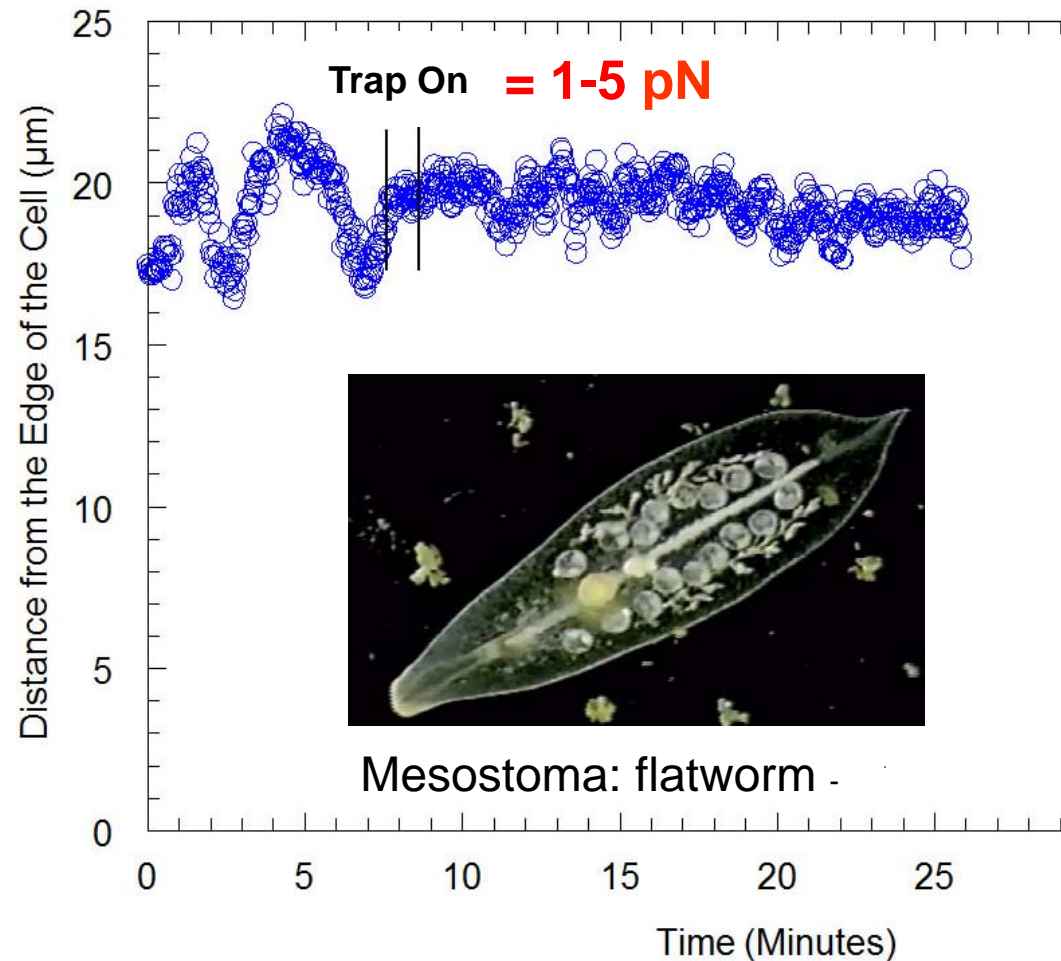 25
Trap On = 1-5 pN
20
15
10
5
0
Distance from the Edge of the Cell (µm)
Mesostoma: flatworm -
0 5 10 15 20 25
Time (Minutes)